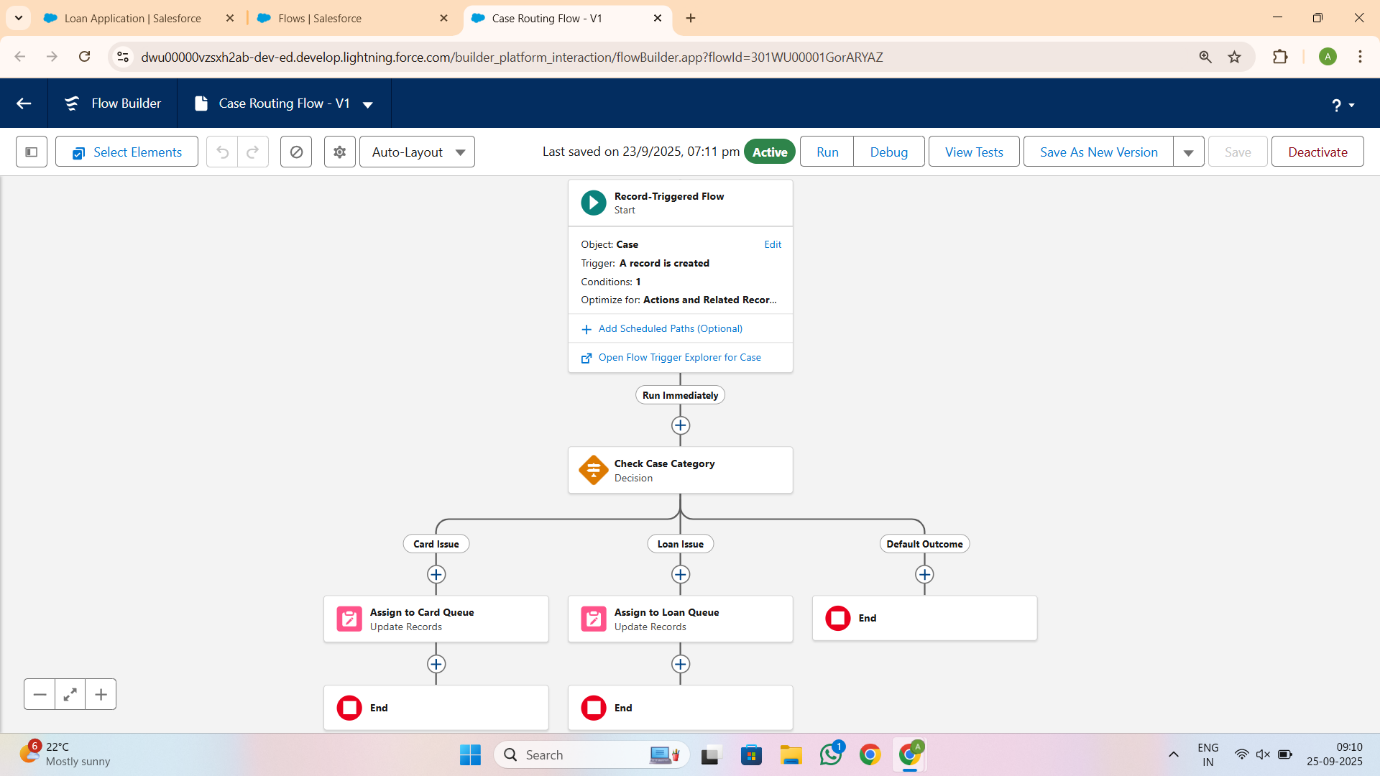 Loan Application | Salesforce
Flows | Salesforce
Case Routing Flow - V1
dwu00000vzsxh2ab-dev-ed.develop.lightning.force.com/builder_platform_interaction/flowBuilder.app?flowId=301WU00001GorARYAZ
A
Flow Builder
Case Routing Flow - V1
?
Select Elements
Auto-Layout
Last saved on 23/9/2025, 07:11 pm
Active
Run
Debug
View Tests
Save As New Version
Save
Deactivate
Record-Triggered Flow
Start
Object: Case
Edit
Trigger: A record is created
Conditions: 1
Optimize for: Actions and Related Recor...
Add Scheduled Paths (Optional)
Open Flow Trigger Explorer for Case
Run Immediately
Check Case Category
Decision
Card Issue
Loan Issue
Default Outcome
Assign to Card Queue
Update Records
Assign to Loan Queue
Update Records
End
End
End
6
22°C
Mostly sunny
Search
1
A
ENG
IN
09:10
25-09-2025